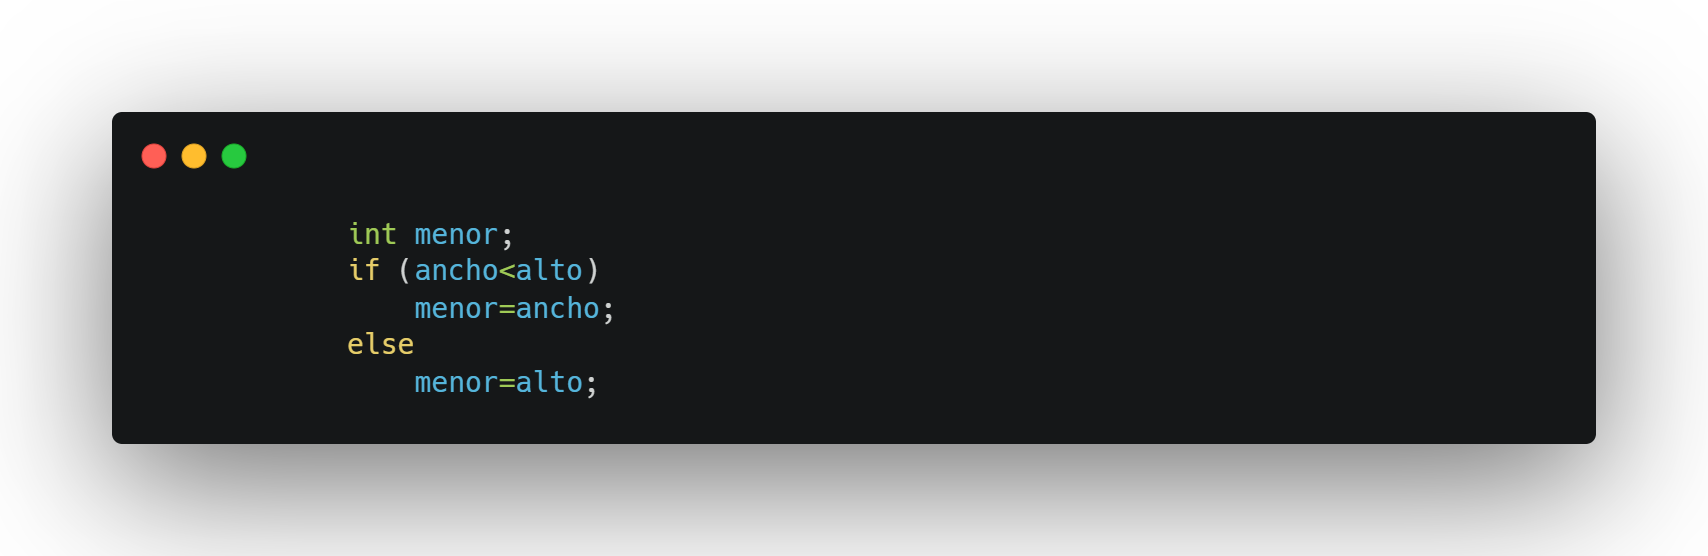 int menor;
if (ancho<alto)
    menor=ancho;
else
    menor=alto;